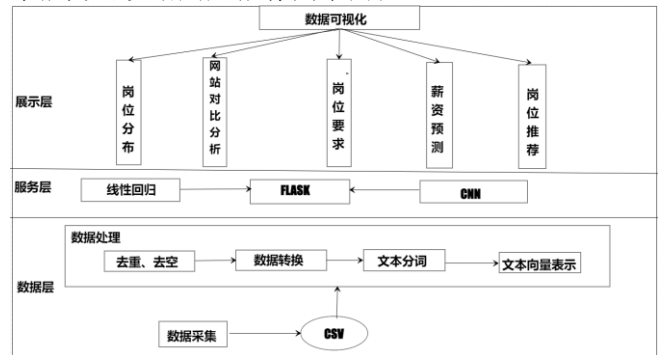 数据可视化
展示层
岗位分布
网站对比分析
岗位要求
薪资预测
岗位推荐
服务层
线性回归
FLASK
CNN
数据层
数据处理
去重、去空
数据转换
文本分词
文本向量表示
数据采集
CSV